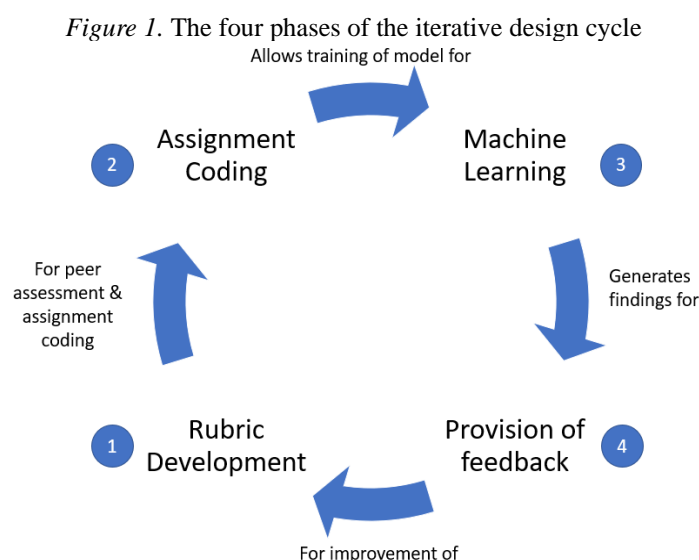 Figure 1. The four phases of the iterative design cycle
Allows training of model for
2
Assignment
Coding
Machine
Learning
3
For peer
assessment &
assignment
coding
Generates
findings for
1
Rubric
Development
Provision of
feedback
4
For improvement of